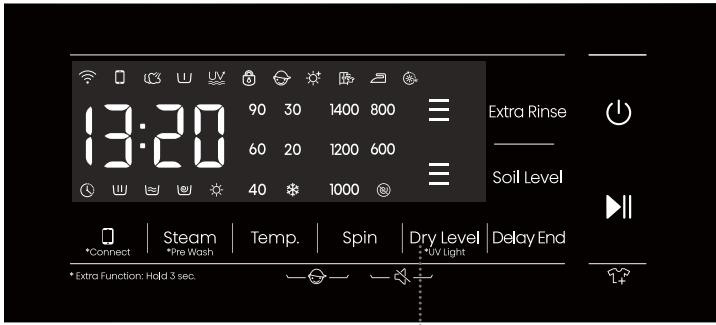 UV
13:20
90 30 1400 800
60 20 1200 600
40 1000
Extra Rinse
Soil Level
*Connect
Steam
*Pre Wash
Temp.
Spin
Dry Level
*UV Light
Delay End
* Extra Function: Hold 3 sec.